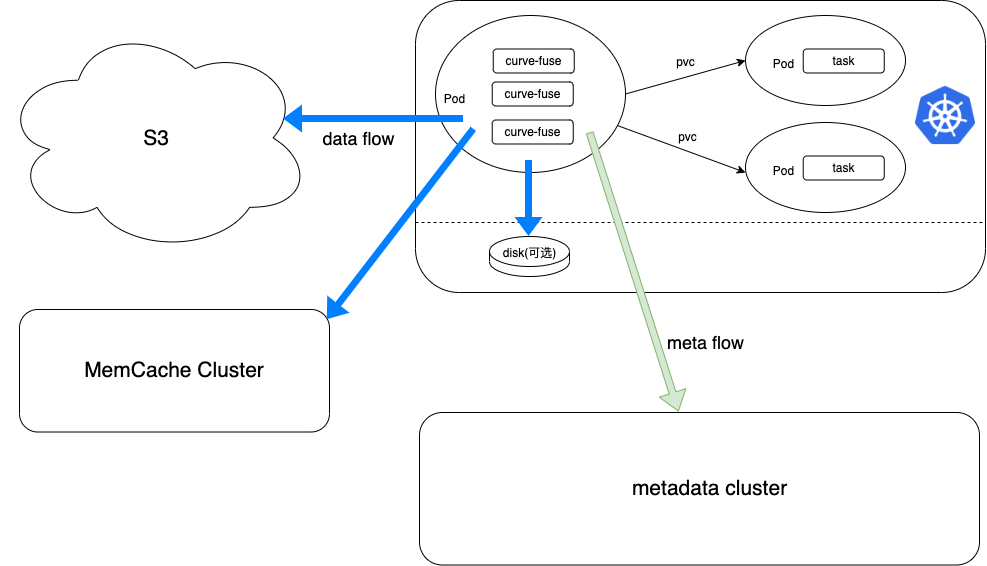 S3
data flow
MemCache Cluster
Pod
curve-fuse
curve-fuse
curve-fuse
pvc
pvc
Pod
task
Pod
task
disk(可选)
meta flow
metadata cluster